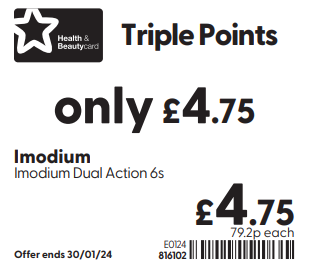 Health &
Beautycard
Triple Points
only £4.75
Imodium
Imodium Dual Action 6s
£4.75
79.2p each
E0124
816102
Offer ends 30/01/24